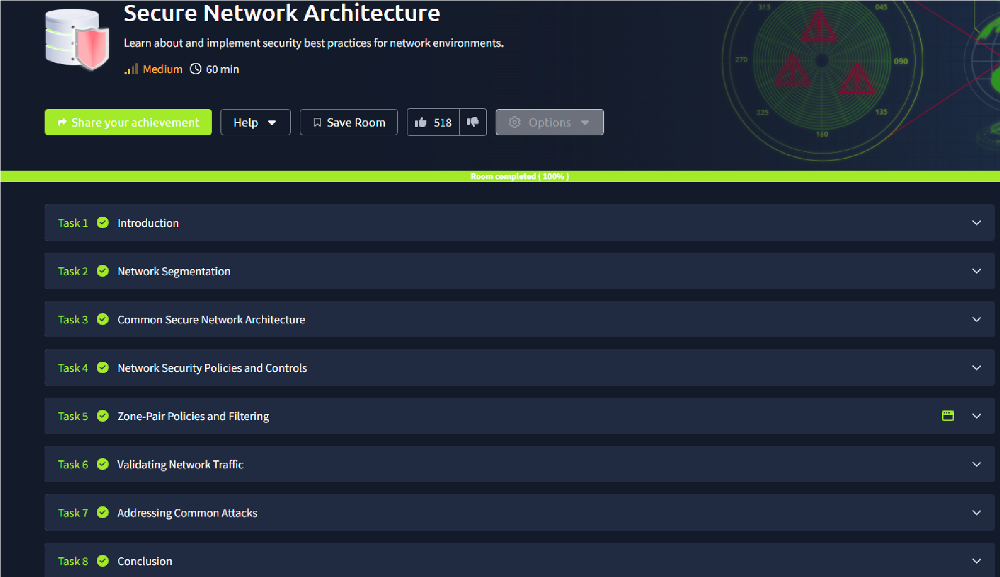 Secure Network Architecture
Learn about and implement security best practices for network environments.
Medium 60 min
Share your achievement Help Save Room 518 Options
315 045
270 090
225 135
180
Room completed ( 100% )
Task 1 Introduction
Task 2 Network Segmentation
Task 3 Common Secure Network Architecture
Task 4 Network Security Policies and Controls
Task 5 Zone-Pair Policies and Filtering
Task 6 Validating Network Traffic
Task 7 Addressing Common Attacks
Task 8 Conclusion